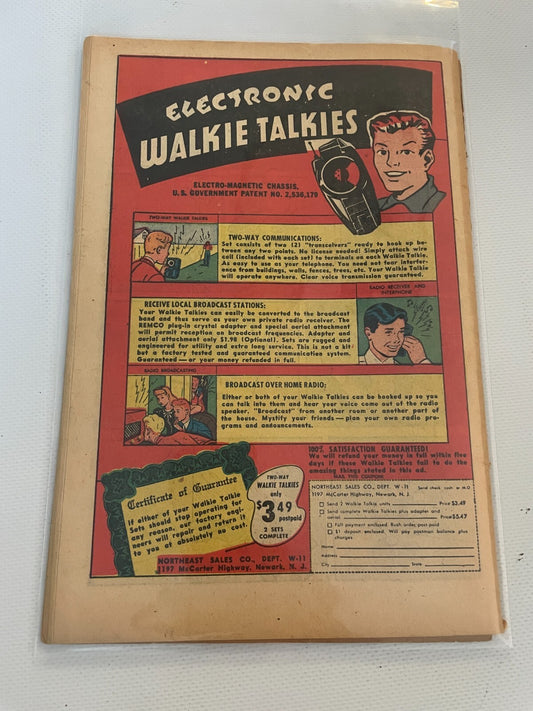 ELECTRONIC
WALKIE TALKIES
ELECTRO-MAGNETIC CHASSIS,
U. S. GOVERNMENT PATENT NO. 2,536,179
TWO-WAY WALKIE TALKIES
TWO-WAY COMMUNICATIONS:
Set consists of two (2) "transceivers" ready to hook up be-
tween any two points. No license needed! Simply attach wire
coil (included with each set) to terminals on each Walkie Talkie.
As easy to use as your telephone. You need not fear interfer-
ence from buildings, walls, fences, trees, etc. Your Walkie Talkie
will operate anywhere. Clear voice transmission guaranteed.
RADIO RECEIVER AND
INTERPHONE
RECEIVE LOCAL BROADCAST STATIONS:
Your Walkie Talkies can easily be converted to the broadcast
band and thus serve as your own private radio receiver. The
REMCO plug-in crystal adapter and special aerial attachment
will permit reception on broadcast frequencies. Adapter and
aerial attachment only $1.98 (Optional). Sets are rugged and
engineered for utility and extra long service. This is not a kit
but a factory tested and guaranteed communication system.
Guaranteed — or your money refunded in full.
RADIO BROADCASTING
BROADCAST OVER HOME RADIO:
Either or both of your Walkie Talkies can be hooked up so you
can talk into them and hear your voice come out of the radio
speaker. "Broadcast" from another room or another part of
the house. Mystify your friends — plan your own radio pro-
grams and announcements.
100% SATISFACTION GUARANTEED!
We will refund your money in full within five
days if these Walkie Talkies fail to do the
amazing things stated in this ad.
MAIL THIS COUPON
Certificate of Guarantee
If either of your Walkie Talkie
Sets should stop operating for
any reason, our factory engi-
neers will repair and return it
to you at absolutely no cost.
TWO-WAY
WALKIE TALKIES
only
$3.49
postpaid
2 SETS
COMPLETE
NORTHEAST SALES CO., DEPT. W-11
1197 McCarter Highway, Newark, N. J.
NORTHEAST SALES CO., DEPT. W-11 Send check, cash or M.O
1197 McCarter Highway, Newark, N. J.
Send 2 Walkie Talkie units Price $3.49
Send complete Walkie Talkies plus adapter and
aerial Price $5.47
Full payment enclosed. Rush order, post paid
$1 deposit enclosed. Will pay postman balance plus
charges
Name
Address
City State